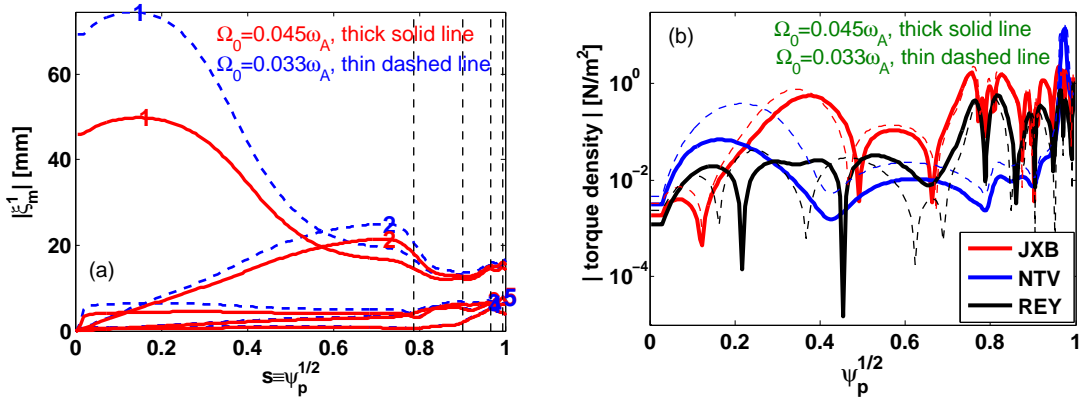 Ω0=0.045ωA, thick solid line
Ω0=0.033ωA, thin dashed line
60
40
20
0
|ξ1m| [mm]
1
1
2
2
5
(a)
0 0.2 0.4 0.6 0.8 1
s≡ψp1/2
(b)
Ω0=0.045ωA, thick solid line
Ω0=0.033ωA, thin dashed line
100
10-2
10-4
| torque density | [N/m2]
JXB
NTV
REY
0 0.2 0.4 0.6 0.8 1
ψp1/2